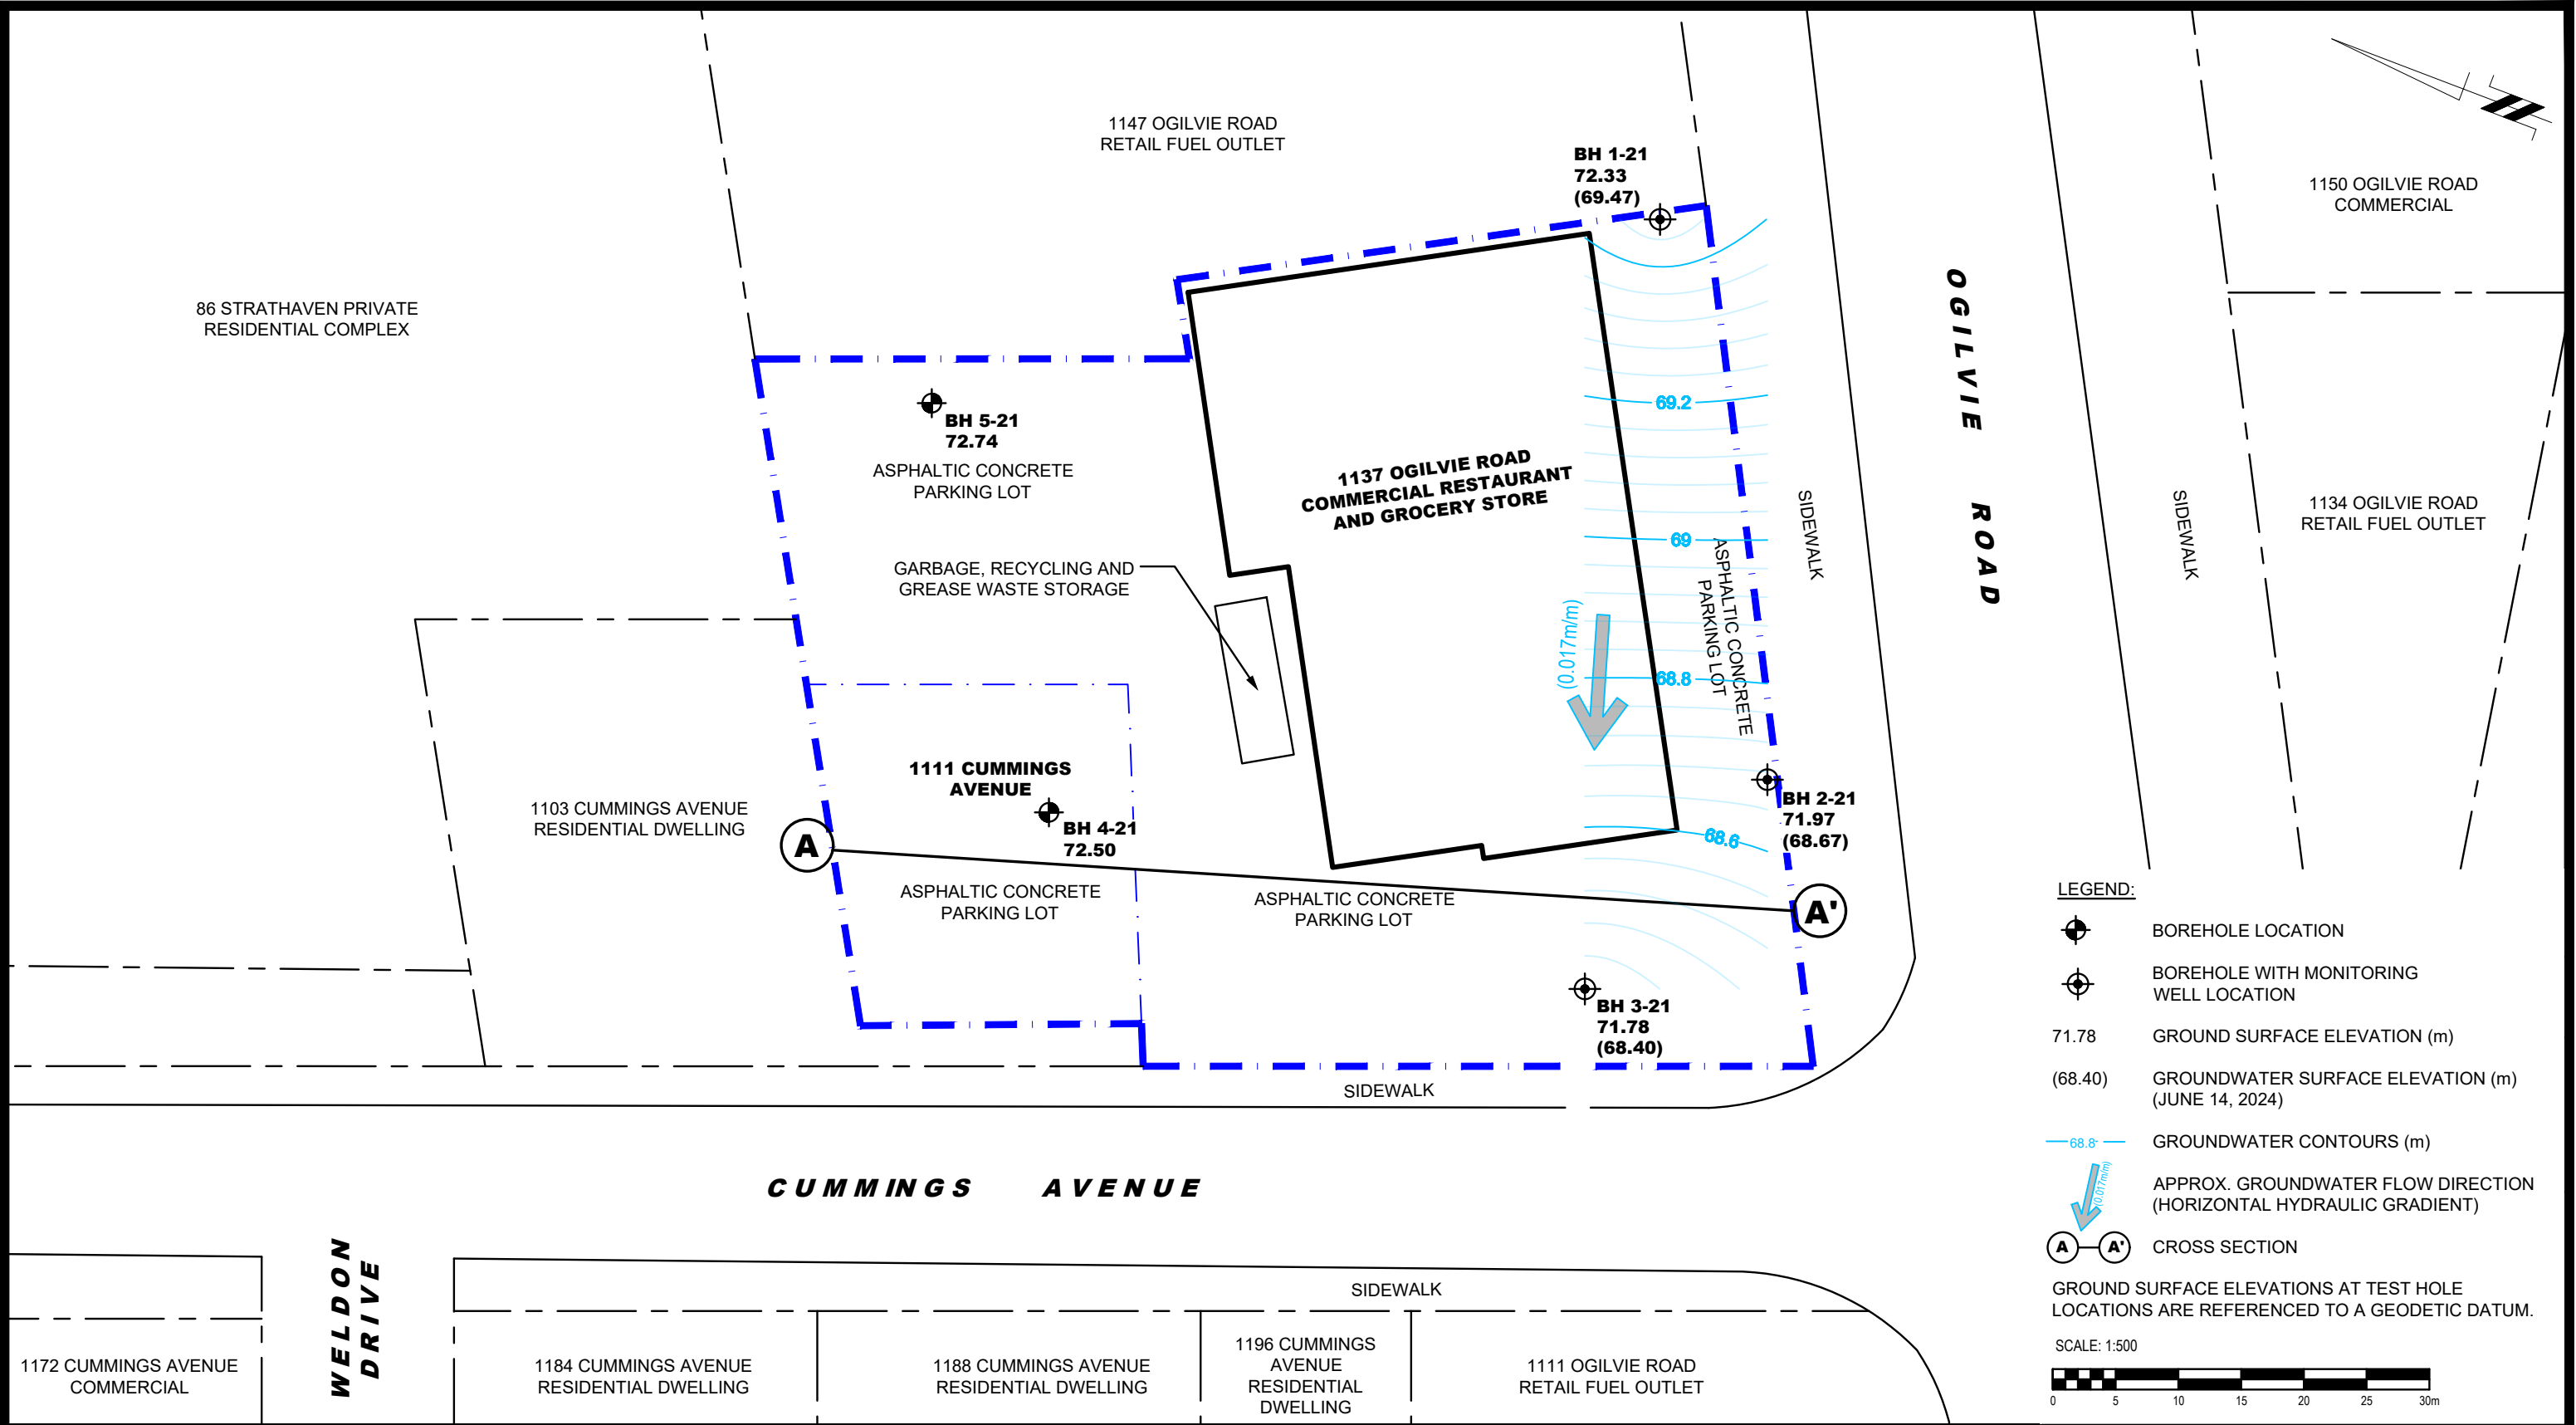 1147 OGILVIE ROAD
RETAIL FUEL OUTLET
BH 1-21
72.33
(69.47)
1150 OGILVIE ROAD
COMMERCIAL
86 STRATHAVEN PRIVATE
RESIDENTIAL COMPLEX
OGILVIE ROAD
BH 5-21
72.74
ASPHALTIC CONCRETE
PARKING LOT
69.2
1137 OGILVIE ROAD
COMMERCIAL RESTAURANT
AND GROCERY STORE
SIDEWALK
SIDEWALK
1134 OGILVIE ROAD
RETAIL FUEL OUTLET
69
ASPHALTIC CONCRETE
PARKING LOT
GARBAGE, RECYCLING AND
GREASE WASTE STORAGE
(0.017m/m)
68.8
1111 CUMMINGS
AVENUE
1103 CUMMINGS AVENUE
RESIDENTIAL DWELLING
BH 4-21
72.50
BH 2-21
71.97
(68.67)
68.6
A
A'
ASPHALTIC CONCRETE
PARKING LOT
ASPHALTIC CONCRETE
PARKING LOT
BH 3-21
71.78
(68.40)
SIDEWALK
CUMMINGS AVENUE
WELDON
DRIVE
SIDEWALK
1172 CUMMINGS AVENUE
COMMERCIAL
1184 CUMMINGS AVENUE
RESIDENTIAL DWELLING
1188 CUMMINGS AVENUE
RESIDENTIAL DWELLING
1196 CUMMINGS
AVENUE
RESIDENTIAL
DWELLING
1111 OGILVIE ROAD
RETAIL FUEL OUTLET
LEGEND:
BOREHOLE LOCATION
BOREHOLE WITH MONITORING
WELL LOCATION
71.78 GROUND SURFACE ELEVATION (m)
(68.40) GROUNDWATER SURFACE ELEVATION (m)
(JUNE 14, 2024)
68.8 GROUNDWATER CONTOURS (m)
(0.017m/m)
APPROX. GROUNDWATER FLOW DIRECTION
(HORIZONTAL HYDRAULIC GRADIENT)
A A' CROSS SECTION
GROUND SURFACE ELEVATIONS AT TEST HOLE
LOCATIONS ARE REFERENCED TO A GEODETIC DATUM.
SCALE: 1:500
0 5 10 15 20 25 30m